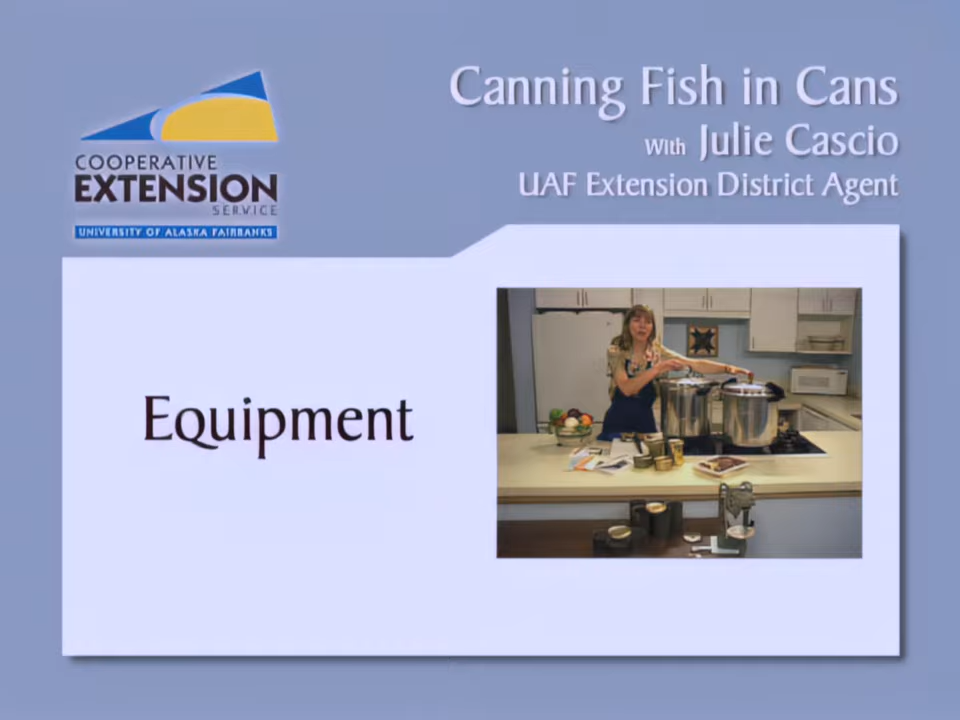 Canning Fish in Cans
With Julie Cascio
UAF Extension District Agent
COOPERATIVE
EXTENSION
SERVICE
UNIVERSITY OF ALASKA FAIRBANKS
Equipment